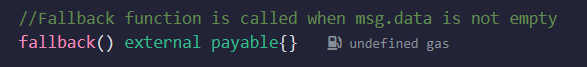 //Fallback function is called when msg.data is not empty
fallback() external payable{} undefined gas